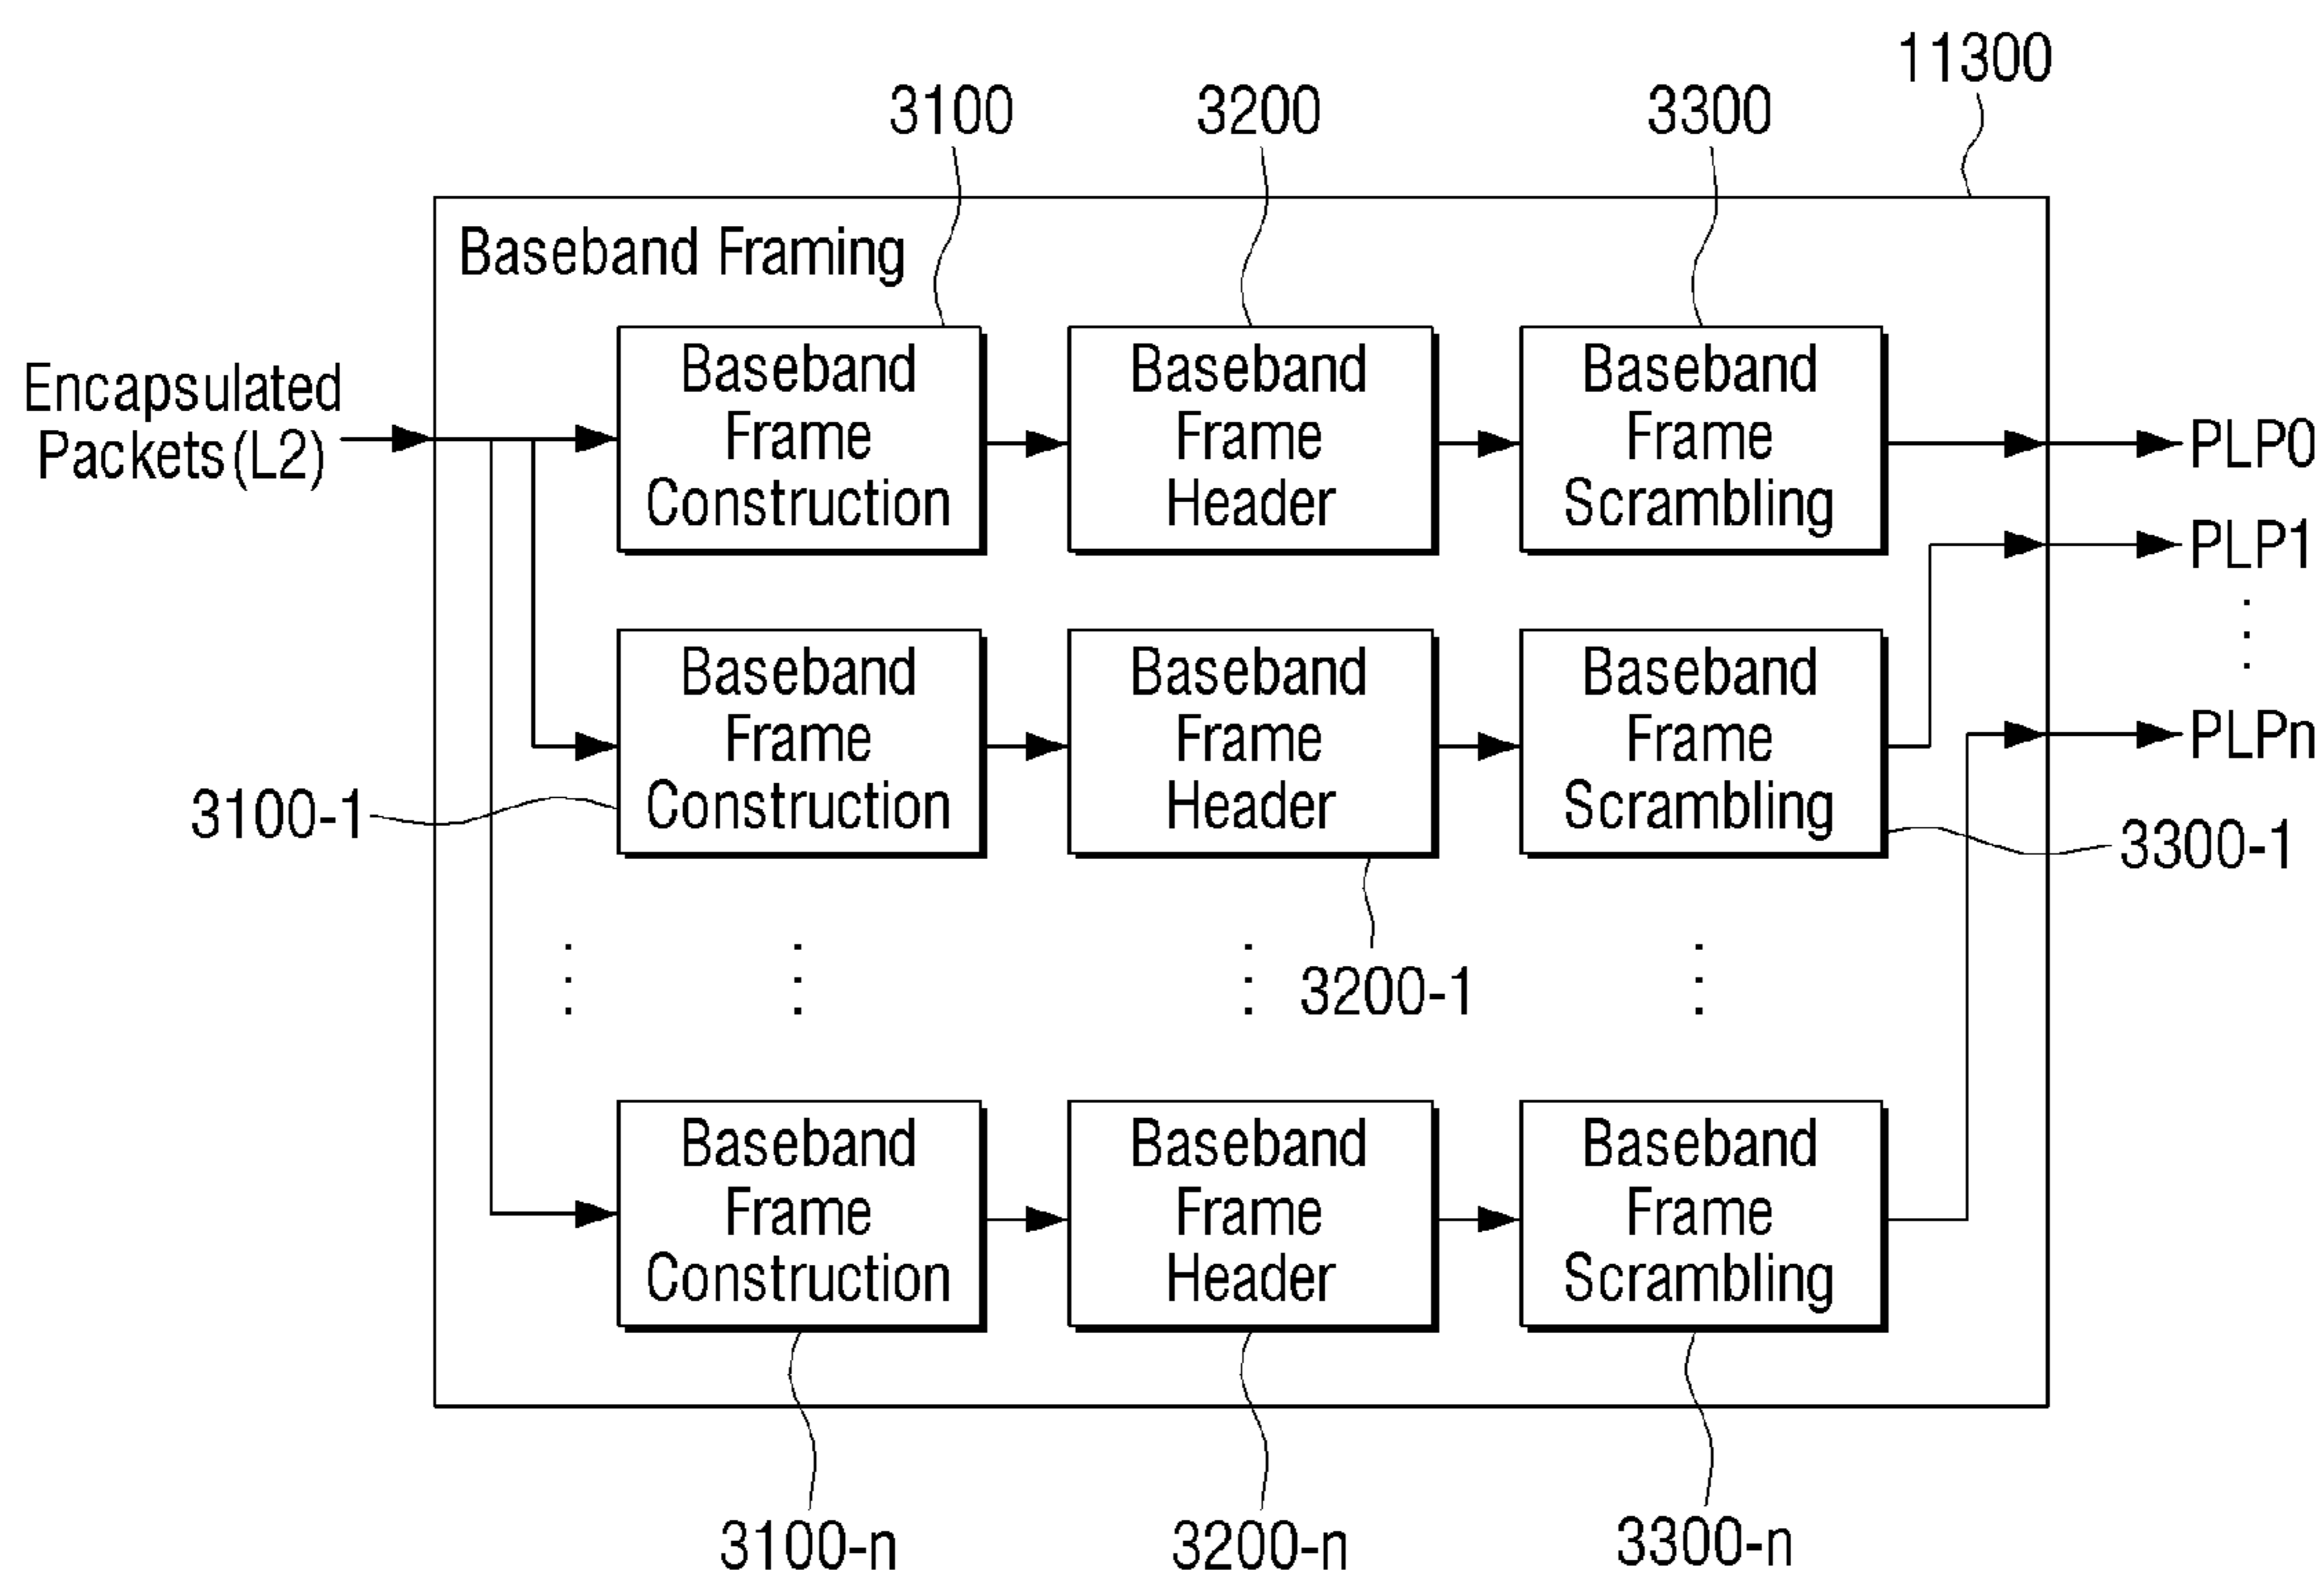 11300
3100
3200
3300
Baseband Framing
Encapsulated
Packets(L2)
Baseband
Frame
Construction
Baseband
Frame
Header
Baseband
Frame
Scrambling
PLP0
PLP1
PLPn
Baseband
Frame
Construction
Baseband
Frame
Header
Baseband
Frame
Scrambling
3100-1
3300-1
3200-1
Baseband
Frame
Construction
Baseband
Frame
Header
Baseband
Frame
Scrambling
3100-n
3200-n
3300-n